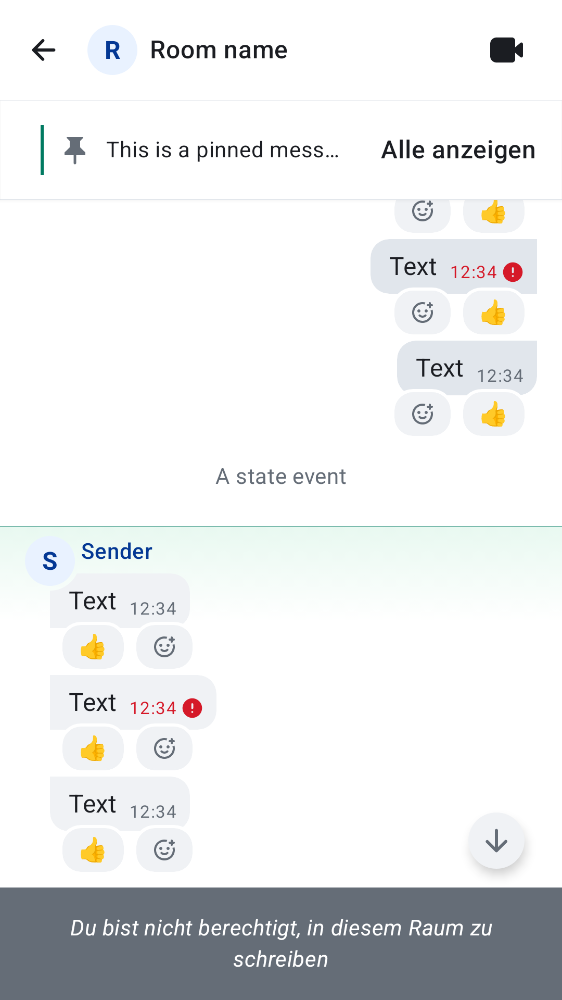 R Room name
This is a pinned mess… Alle anzeigen
👍
Text 12:34
👍
Text 12:34
👍
A state event
S Sender
Text 12:34
👍
Text 12:34
👍
Text 12:34
👍
Du bist nicht berechtigt, in diesem Raum zu
schreiben